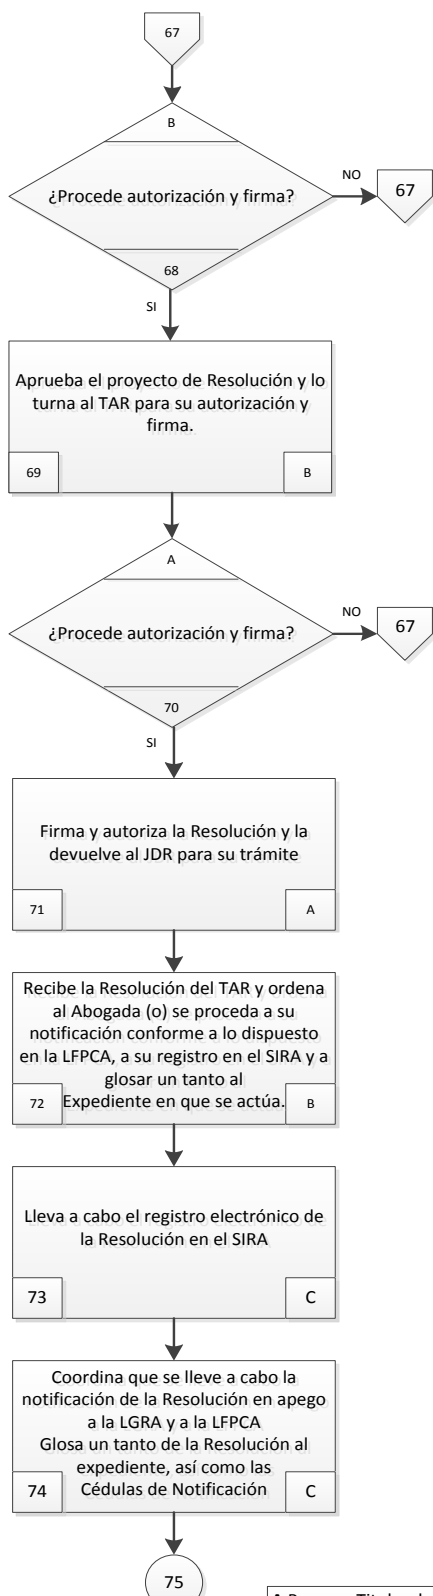 67
B
¿Procede autorización y firma?
NO
67
68
SI
Aprueba el proyecto de Resolución y lo
turna al TAR para su autorización y
firma.
69
B
A
¿Procede autorización y firma?
NO
67
70
SI
Firma y autoriza la Resolución y la
devuelve al JDR para su trámite
71
A
Recibe la Resolución del TAR y ordena
al Abogada (o) se proceda a su
notificación conforme a lo dispuesto
en la LFPCA, a su registro en el SIRA y a
glosar un tanto al
Expediente en que se actúa.
72
B
Lleva a cabo el registro electrónico de
la Resolución en el SIRA
73
C
Coordina que se lleve a cabo la
notificación de la Resolución en apego
a la LGRA y a la LFPCA
Glosa un tanto de la Resolución al
expediente, así como las
Cédulas de Notificación
74
C
75